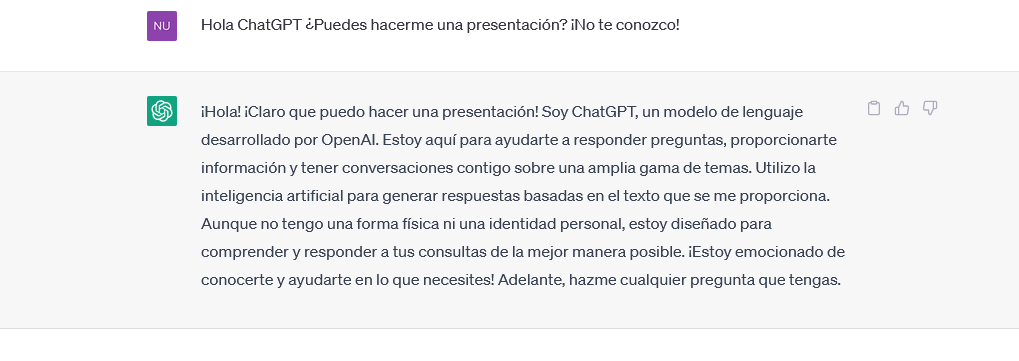 NU
Hola ChatGPT ¿Puedes hacerme una presentación? ¡No te conozco!
¡Hola! ¡Claro que puedo hacer una presentación! Soy ChatGPT, un modelo de lenguaje
desarrollado por OpenAI. Estoy aquí para ayudarte a responder preguntas, proporcionarte
información y tener conversaciones contigo sobre una amplia gama de temas. Utilizo la
inteligencia artificial para generar respuestas basadas en el texto que se me proporciona.
Aunque no tengo una forma física ni una identidad personal, estoy diseñado para
comprender y responder a tus consultas de la mejor manera posible. ¡Estoy emocionado de
conocerte y ayudarte en lo que necesites! Adelante, hazme cualquier pregunta que tengas.